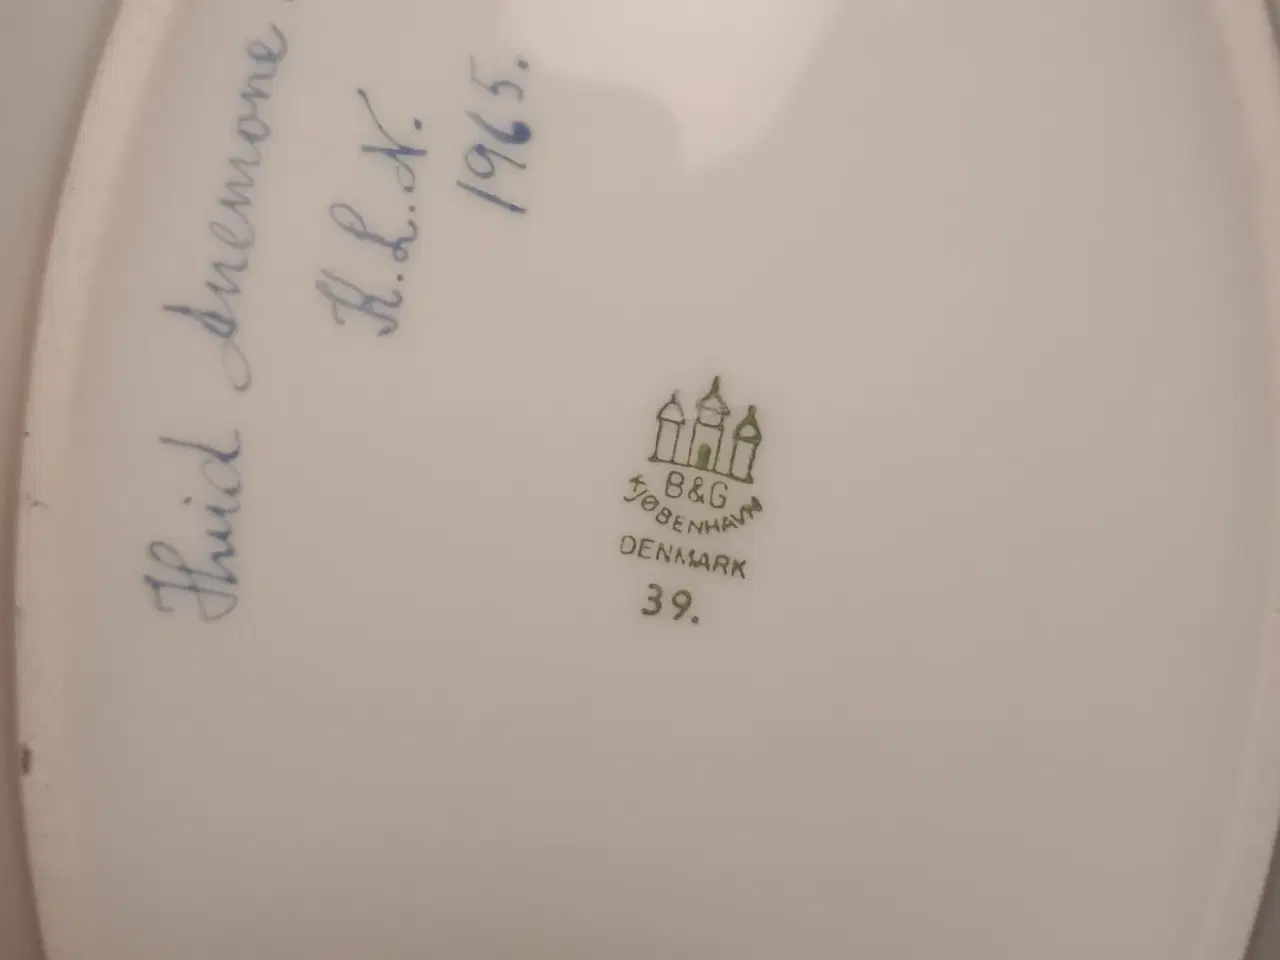 Hvid Anemone
K.L.N.
1965.
B&G
KJØBENHAVN
DENMARK
39.